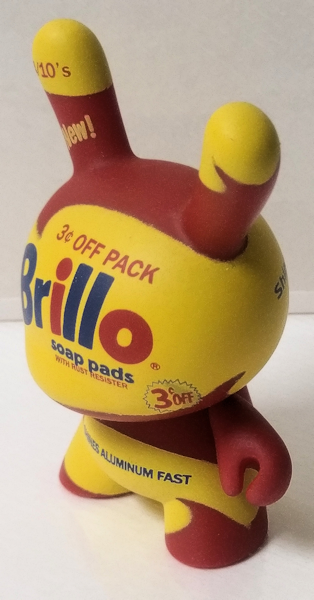 /10's
New!
3¢ OFF PACK
Brillo®
soap pads
WITH RUST RESISTER
3¢ OFF
ALUMINUM FAST